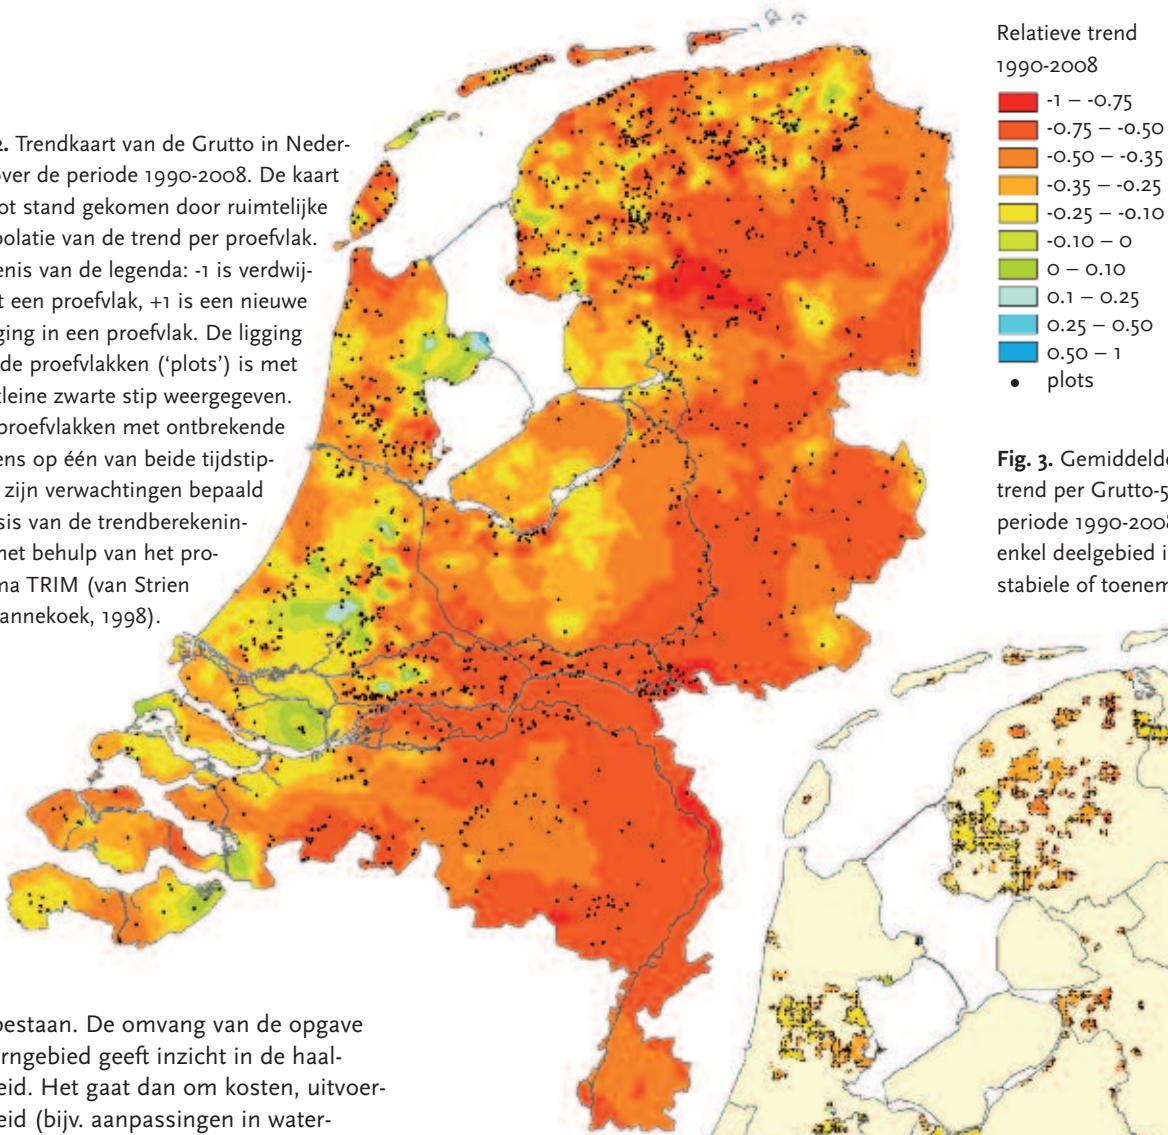 2. Trendkaart van de Grutto in Neder-
over de periode 1990-2008. De kaart
ot stand gekomen door ruimtelijke
polatie van de trend per proefvlak.
enis van de legenda: -1 is verdwij-
t een proefvlak, +1 is een nieuwe
ging in een proefvlak. De ligging
de proefvlakken (‘plots’) is met
kleine zwarte stip weergegeven.
proefvlakken met ontbrekende
ens op één van beide tijdstip-
zijn verwachtingen bepaald
sis van de trendberekenin-
met behulp van het pro-
ma TRIM (van Strien
annekoek, 1998).
Relatieve trend
1990-2008
-1 – -0.75
-0.75 – -0.50
-0.50 – -0.35
-0.35 – -0.25
-0.25 – -0.10
-0.10 – 0
0 – 0.10
0.1 – 0.25
0.25 – 0.50
0.50 – 1
plots
Fig. 3. Gemiddelde
trend per Grutto-5
periode 1990-2008
enkel deelgebied i
stabiele of toenem
bestaan. De omvang van de opgave
rngebied geeft inzicht in de haal-
eid. Het gaat dan om kosten, uitvoer-
eid (bijv. aanpassingen in water-